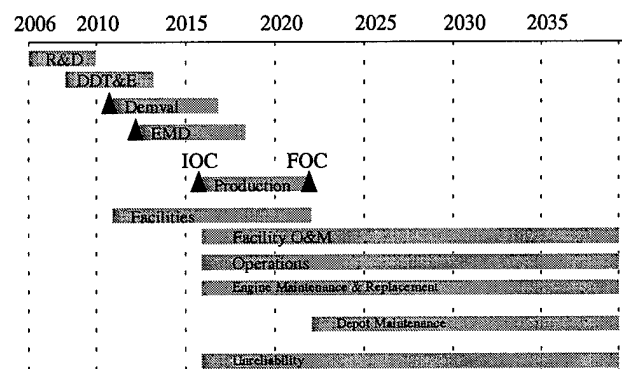 2006 2010 2015 2020 2025 2030 2035
R&D
DDT&E
Demval
EMD
IOC FOC
Production
Facilities
Facility O&M
Operations
Engine Maintenance & Replacement
Depot Maintenance
Unreliability